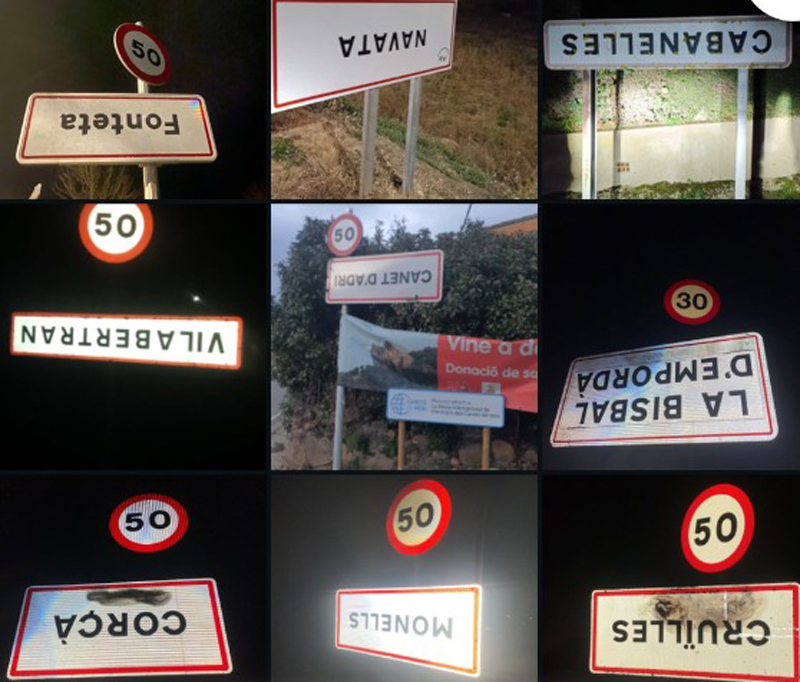 50
Fonteta
NAVATA
CABANELLES
50
VILABERTRAN
50
CANET D'ADRI
Vine a d
Donació de sa
30
LA BISBAL
D'EMPORDÀ
50
CORÇÀ
50
MONELLS
50
CRUÏLLES